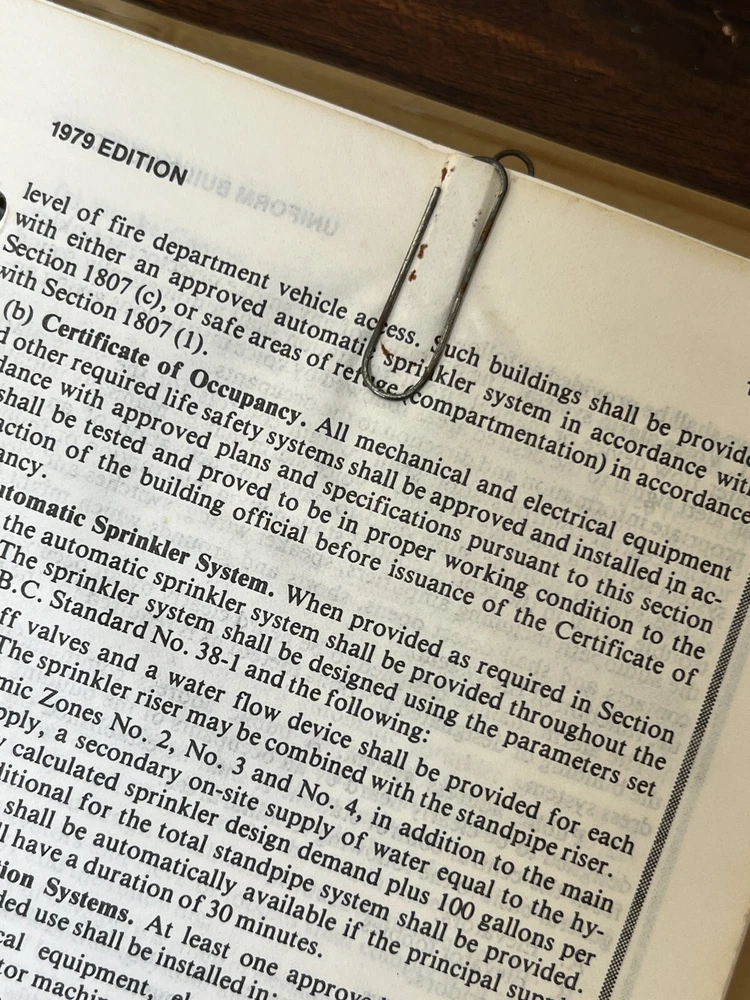 1979 EDITION
level of fire department vehicle access. Such buildings shall be provide
with either an approved automatic sprinkler system in accordance wit
Section 1807 (c), or safe areas of refuge (compartmentation) in accordance
with Section 1807 (1).
(b) Certificate of Occupancy. All mechanical and electrical equipment
d other required life safety systems shall be approved and installed in ac-
dance with approved plans and specifications pursuant to this section
shall be tested and proved to be in proper working condition to the
action of the building official before issuance of the Certificate of
ancy.
utomatic Sprinkler System. When provided as required in Section
the automatic sprinkler system shall be provided throughout the
The sprinkler system shall be designed using the parameters set
B.C. Standard No. 38-1 and the following:
ff valves and a water flow device shall be provided for each
The sprinkler riser may be combined with the standpipe riser.
mic Zones No. 2, No. 3 and No. 4, in addition to the main
pply, a secondary on-site supply of water equal to the hy-
y calculated sprinkler design demand plus 100 gallons per
ditional for the total standpipe system shall be provided.
shall be automatically available if the principal supp
ll have a duration of 30 minutes.
tion Systems. At least one approve
ded use shall be installed in:
cal equipment, el
tor machin